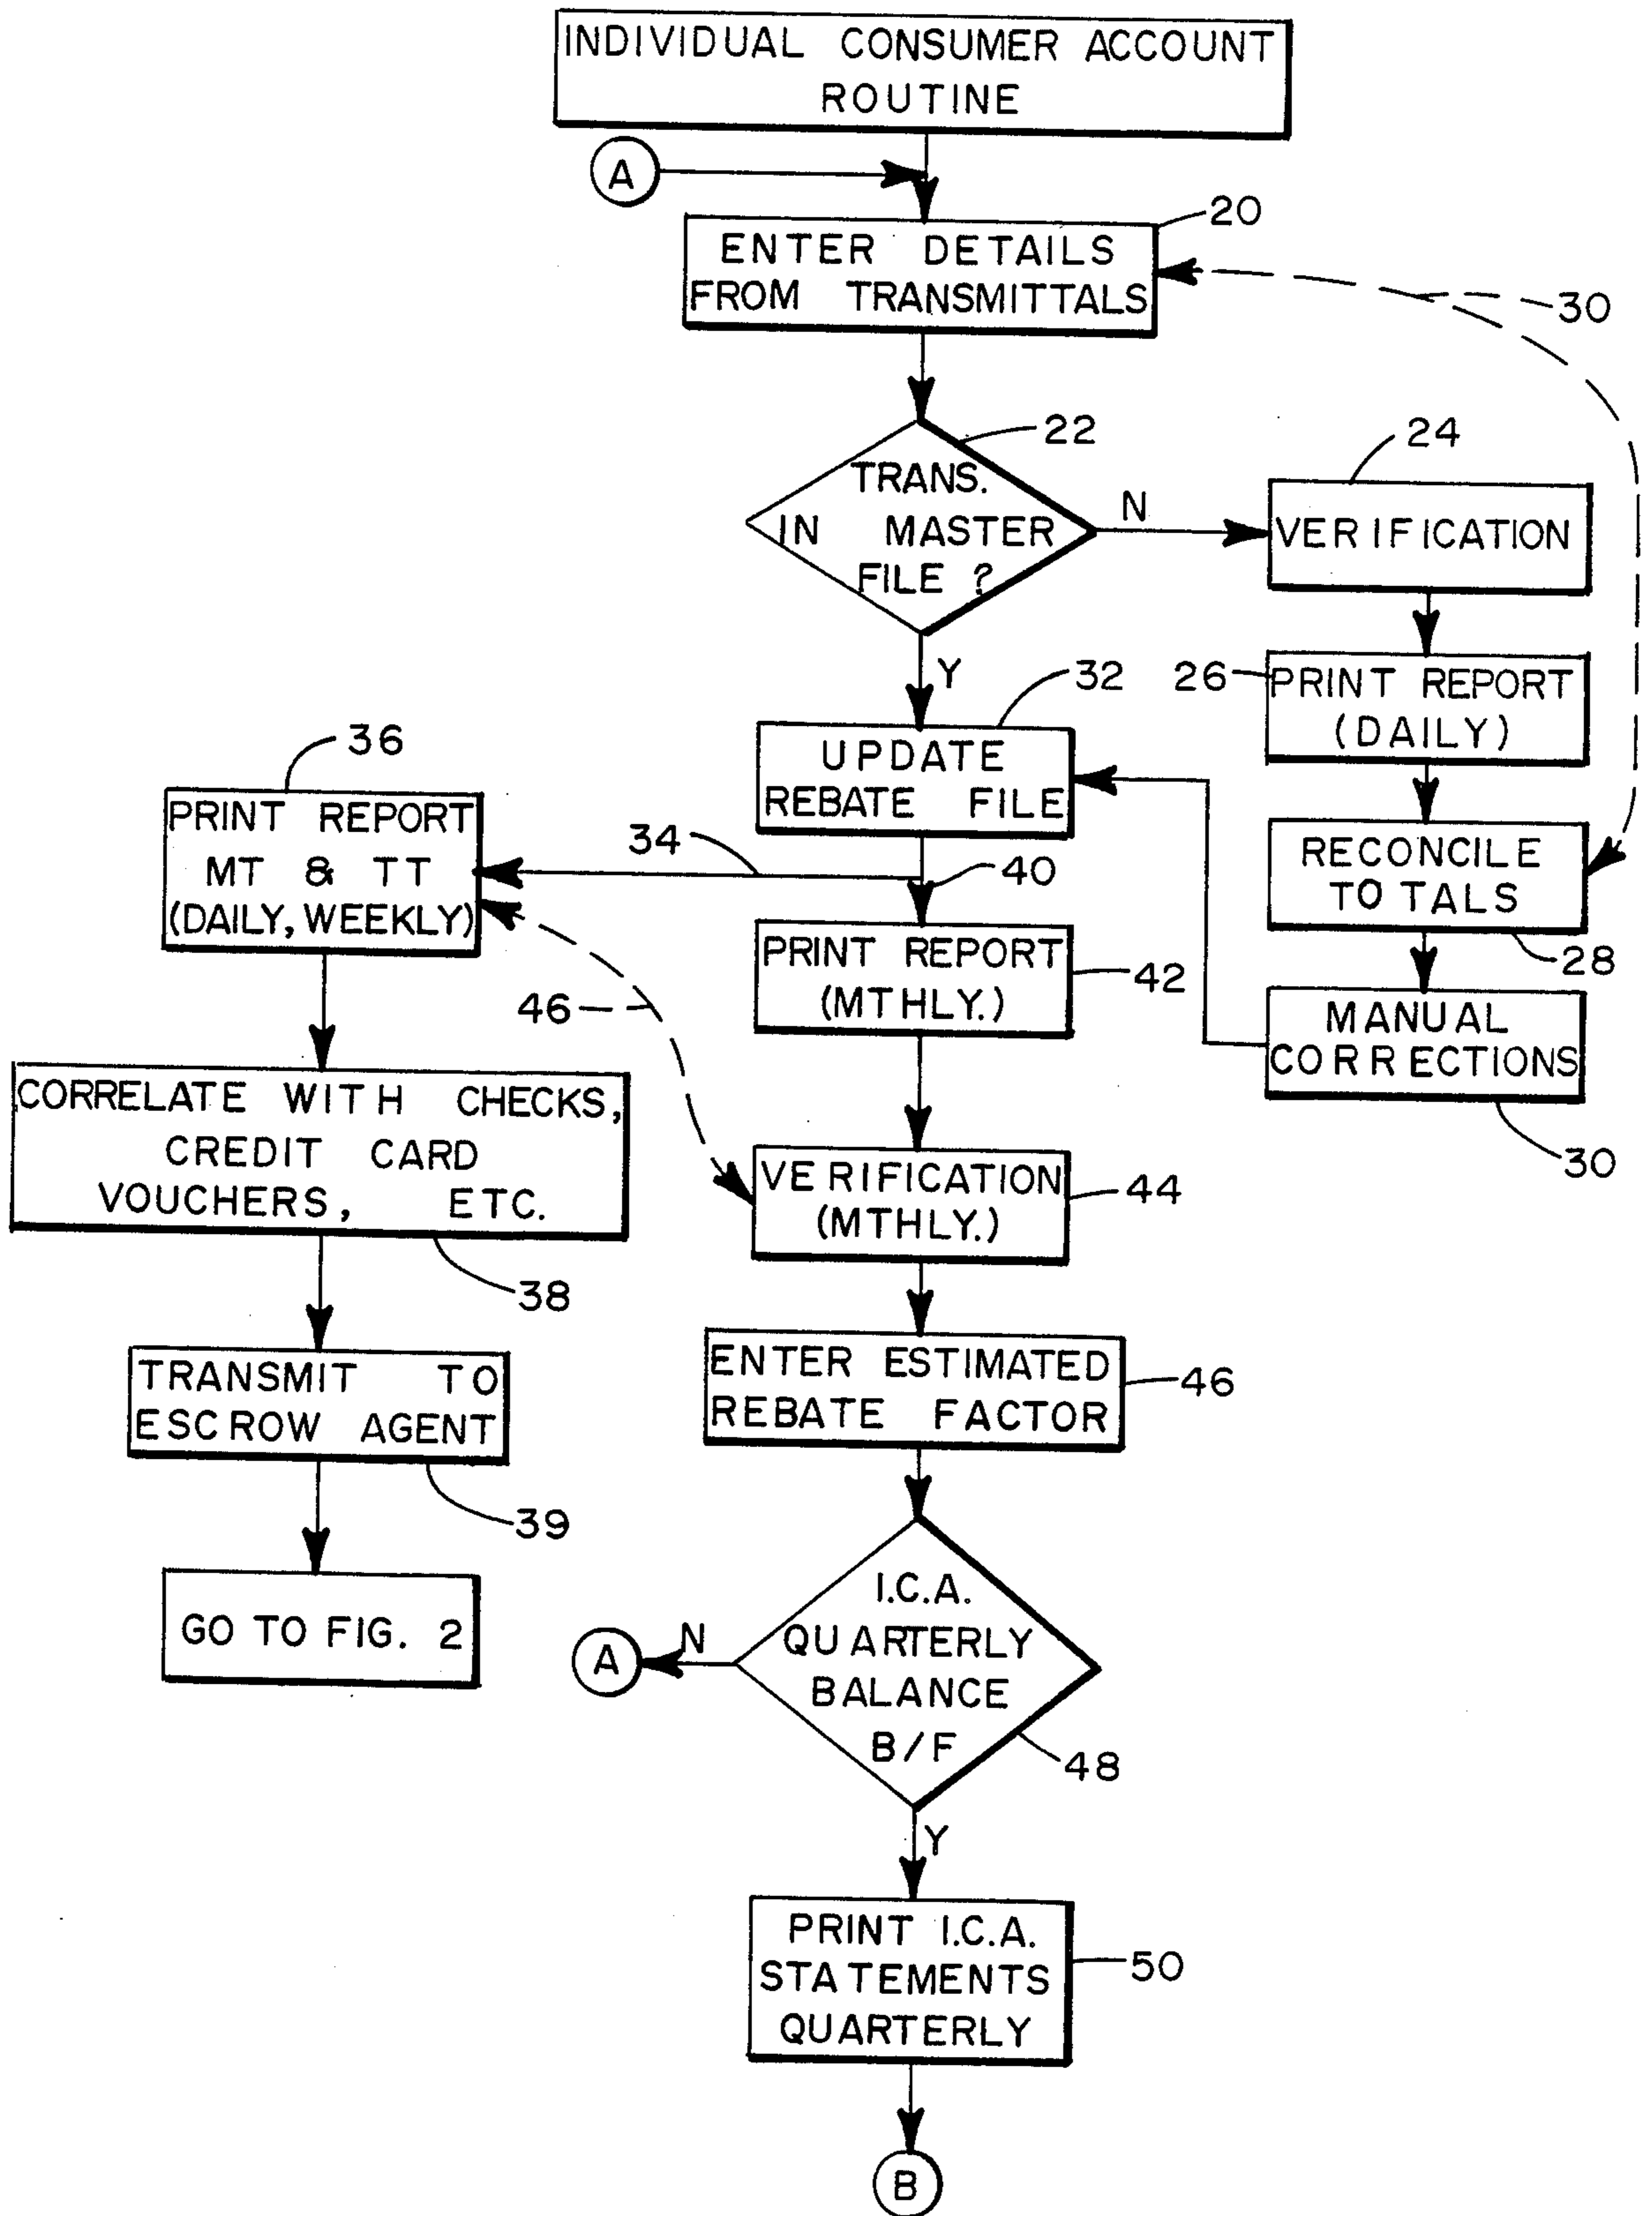 INDIVIDUAL CONSUMER ACCOUNT
ROUTINE
A
20
ENTER DETAILS
FROM TRANSMITTALS
30
22
TRANS.
IN MASTER
FILE ?
N
24
VERIFICATION
Y
26
PRINT REPORT
(DAILY)
32
UPDATE
REBATE FILE
36
PRINT REPORT
MT & TT
(DAILY, WEEKLY)
34
40
RECONCILE
TO TALS
28
PRINT REPORT
(MTHLY.)
42
46
MANUAL
CORRECTIONS
30
CORRELATE WITH CHECKS,
CREDIT CARD
VOUCHERS, ETC.
38
VERIFICATION
(MTHLY.)
44
TRANSMIT TO
ESCROW AGENT
39
ENTER ESTIMATED
REBATE FACTOR
46
GO TO FIG. 2
I.C.A.
QUARTERLY
BALANCE
B/F
N
A
48
Y
PRINT I.C.A.
STATEMENTS
QUARTERLY
50
B